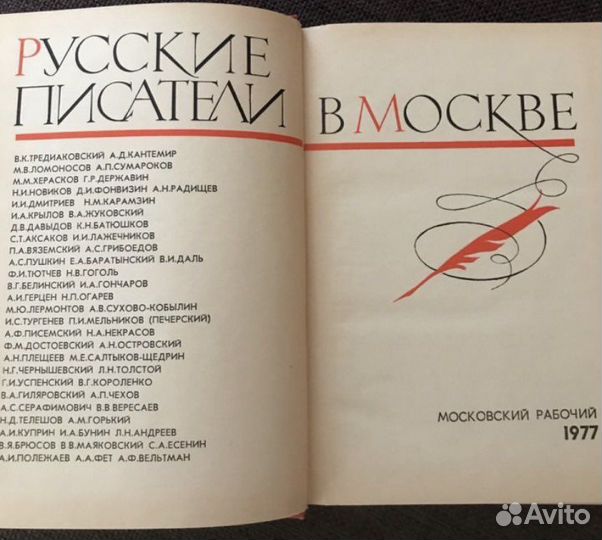 РУССКИЕ
ПИСАТЕЛИ
В.К.ТРЕДИАКОВСКИЙ А.Д.КАНТЕМИР
М.В.ЛОМОНОСОВ А.П.СУМАРОКОВ
М.М.ХЕРАСКОВ Г.Р.ДЕРЖАВИН
Н.И.НОВИКОВ Д.И.ФОНВИЗИН А.Н.РАДИЩЕВ
И.И.ДМИТРИЕВ Н.М.КАРАМЗИН
И.А.КРЫЛОВ В.А.ЖУКОВСКИЙ
Д.В.ДАВЫДОВ К.Н.БАТЮШКОВ
С.Т.АКСАКОВ И.И.ЛАЖЕЧНИКОВ
П.А.ВЯЗЕМСКИЙ А.С.ГРИБОЕДОВ
А.С.ПУШКИН Е.А.БАРАТЫНСКИЙ В.И.ДАЛЬ
Ф.И.ТЮТЧЕВ Н.В.ГОГОЛЬ
В.Г.БЕЛИНСКИЙ И.А.ГОНЧАРОВ
А.И.ГЕРЦЕН Н.П.ОГАРЕВ
М.Ю.ЛЕРМОНТОВ А.В.СУХОВО-КОБЫЛИН
И.С.ТУРГЕНЕВ П.И.МЕЛЬНИКОВ (ПЕЧЕРСКИЙ)
А.Ф.ПИСЕМСКИЙ Н.А.НЕКРАСОВ
Ф.М.ДОСТОЕВСКИЙ А.Н.ОСТРОВСКИЙ
А.Н.ПЛЕЩЕЕВ М.Е.САЛТЫКОВ-ЩЕДРИН
Н.Г.ЧЕРНЫШЕВСКИЙ Л.Н.ТОЛСТОЙ
Г.И.УСПЕНСКИЙ В.Г.КОРОЛЕНКО
В.А.ГИЛЯРОВСКИЙ А.П.ЧЕХОВ
А.С.СЕРАФИМОВИЧ В.В.ВЕРЕСАЕВ
Н.Д.ТЕЛЕШОВ А.М.ГОРЬКИЙ
А.И.КУПРИН И.А.БУНИН Л.Н.АНДРЕЕВ
В.Я.БРЮСОВ В.В.МАЯКОВСКИЙ С.А.ЕСЕНИН
А.И.ПОЛЕЖАЕВ А.А.ФЕТ А.Ф.ВЕЛЬТМАН
В МОСКВЕ
МОСКОВСКИЙ РАБОЧИЙ
1977
Avito